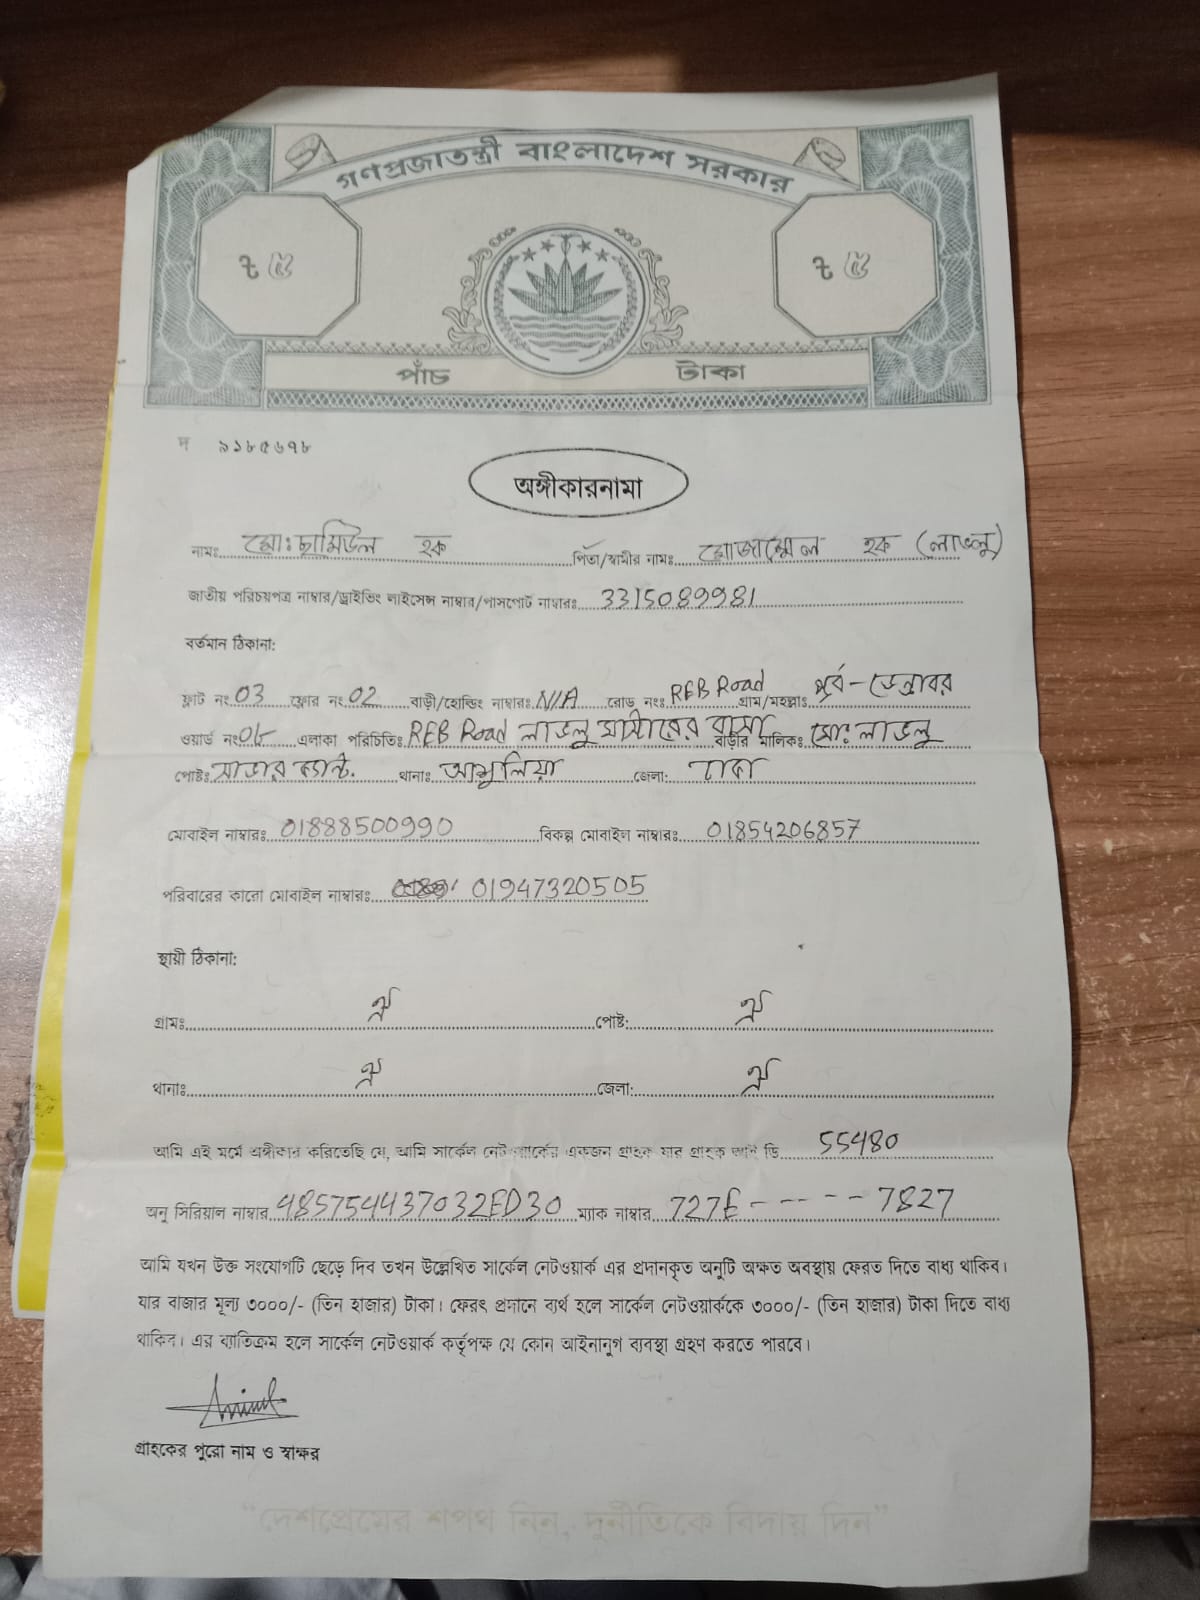 গণপ্রজাতন্ত্রী বাংলাদেশ সরকার
৳ ৫ ৳ ৫
পাঁচ টাকা
দ ৯১৮৫৬৭৮
অঙ্গীকারনামা
নামঃ মোঃ ছামিউল হক পিতা/স্বামীর নামঃ মোজাম্মেল হক (লাভলু)
জাতীয় পরিচয়পত্র নাম্বার/ড্রাইভিং লাইসেন্স নাম্বার/পাসপোর্ট নাম্বারঃ 3315089981
বর্তমান ঠিকানা:
ফ্লাট নং 03 ফ্লোর নং 02 বাড়ী/হোল্ডিং নাম্বারঃ N/A রোড নংঃ REB Road গ্রাম/মহল্লাঃ পূর্ব-ডেন্ডাবর
ওয়ার্ড নং এলাকা পরিচিতিঃ REB Road লাভলু মাস্টারের বাসা বাড়ীর মালিকঃ মোঃ লাভলু
পোষ্টঃ সাভার ক্যান্ট. থানাঃ আশুলিয়া জেলা: ঢাকা
মোবাইল নাম্বারঃ 01888500990 বিকল্প মোবাইল নাম্বারঃ 01854206857
পরিবারের কারো মোবাইল নাম্বারঃ 01947320505
স্থায়ী ঠিকানা:
গ্রামঃ ঐ পোষ্ট: ঐ
থানাঃ ঐ জেলা: ঐ
আমি এই মর্মে অঙ্গীকার করিতেছি যে, আমি সার্কেল নেটওয়ার্কের একজন গ্রাহক যার গ্রাহক আই ডি 55480
অনু সিরিয়াল নাম্বার 485754437032ED30 ম্যাক নাম্বার 727E - - - - - 7827
আমি যখন উক্ত সংযোগটি ছেড়ে দিব তখন উল্লেখিত সার্কেল নেটওয়ার্ক এর প্রদানকৃত অনুটি অক্ষত অবস্থায় ফেরত দিতে বাধ্য থাকিব।
যার বাজার মূল্য ৩০০০/- (তিন হাজার) টাকা। ফেরৎ প্রদানে ব্যর্থ হলে সার্কেল নেটওয়ার্ককে ৩০০০/- (তিন হাজার) টাকা দিতে বাধ্য
থাকিব। এর ব্যাতিক্রম হলে সার্কেল নেটওয়ার্ক কর্তৃপক্ষ যে কোন আইনানুগ ব্যবস্থা গ্রহণ করতে পারবে।
গ্রাহকের পুরো নাম ও স্বাক্ষর
“দেশপ্রেমের শপথ নিন, দুর্নীতিকে বিদায় দিন”